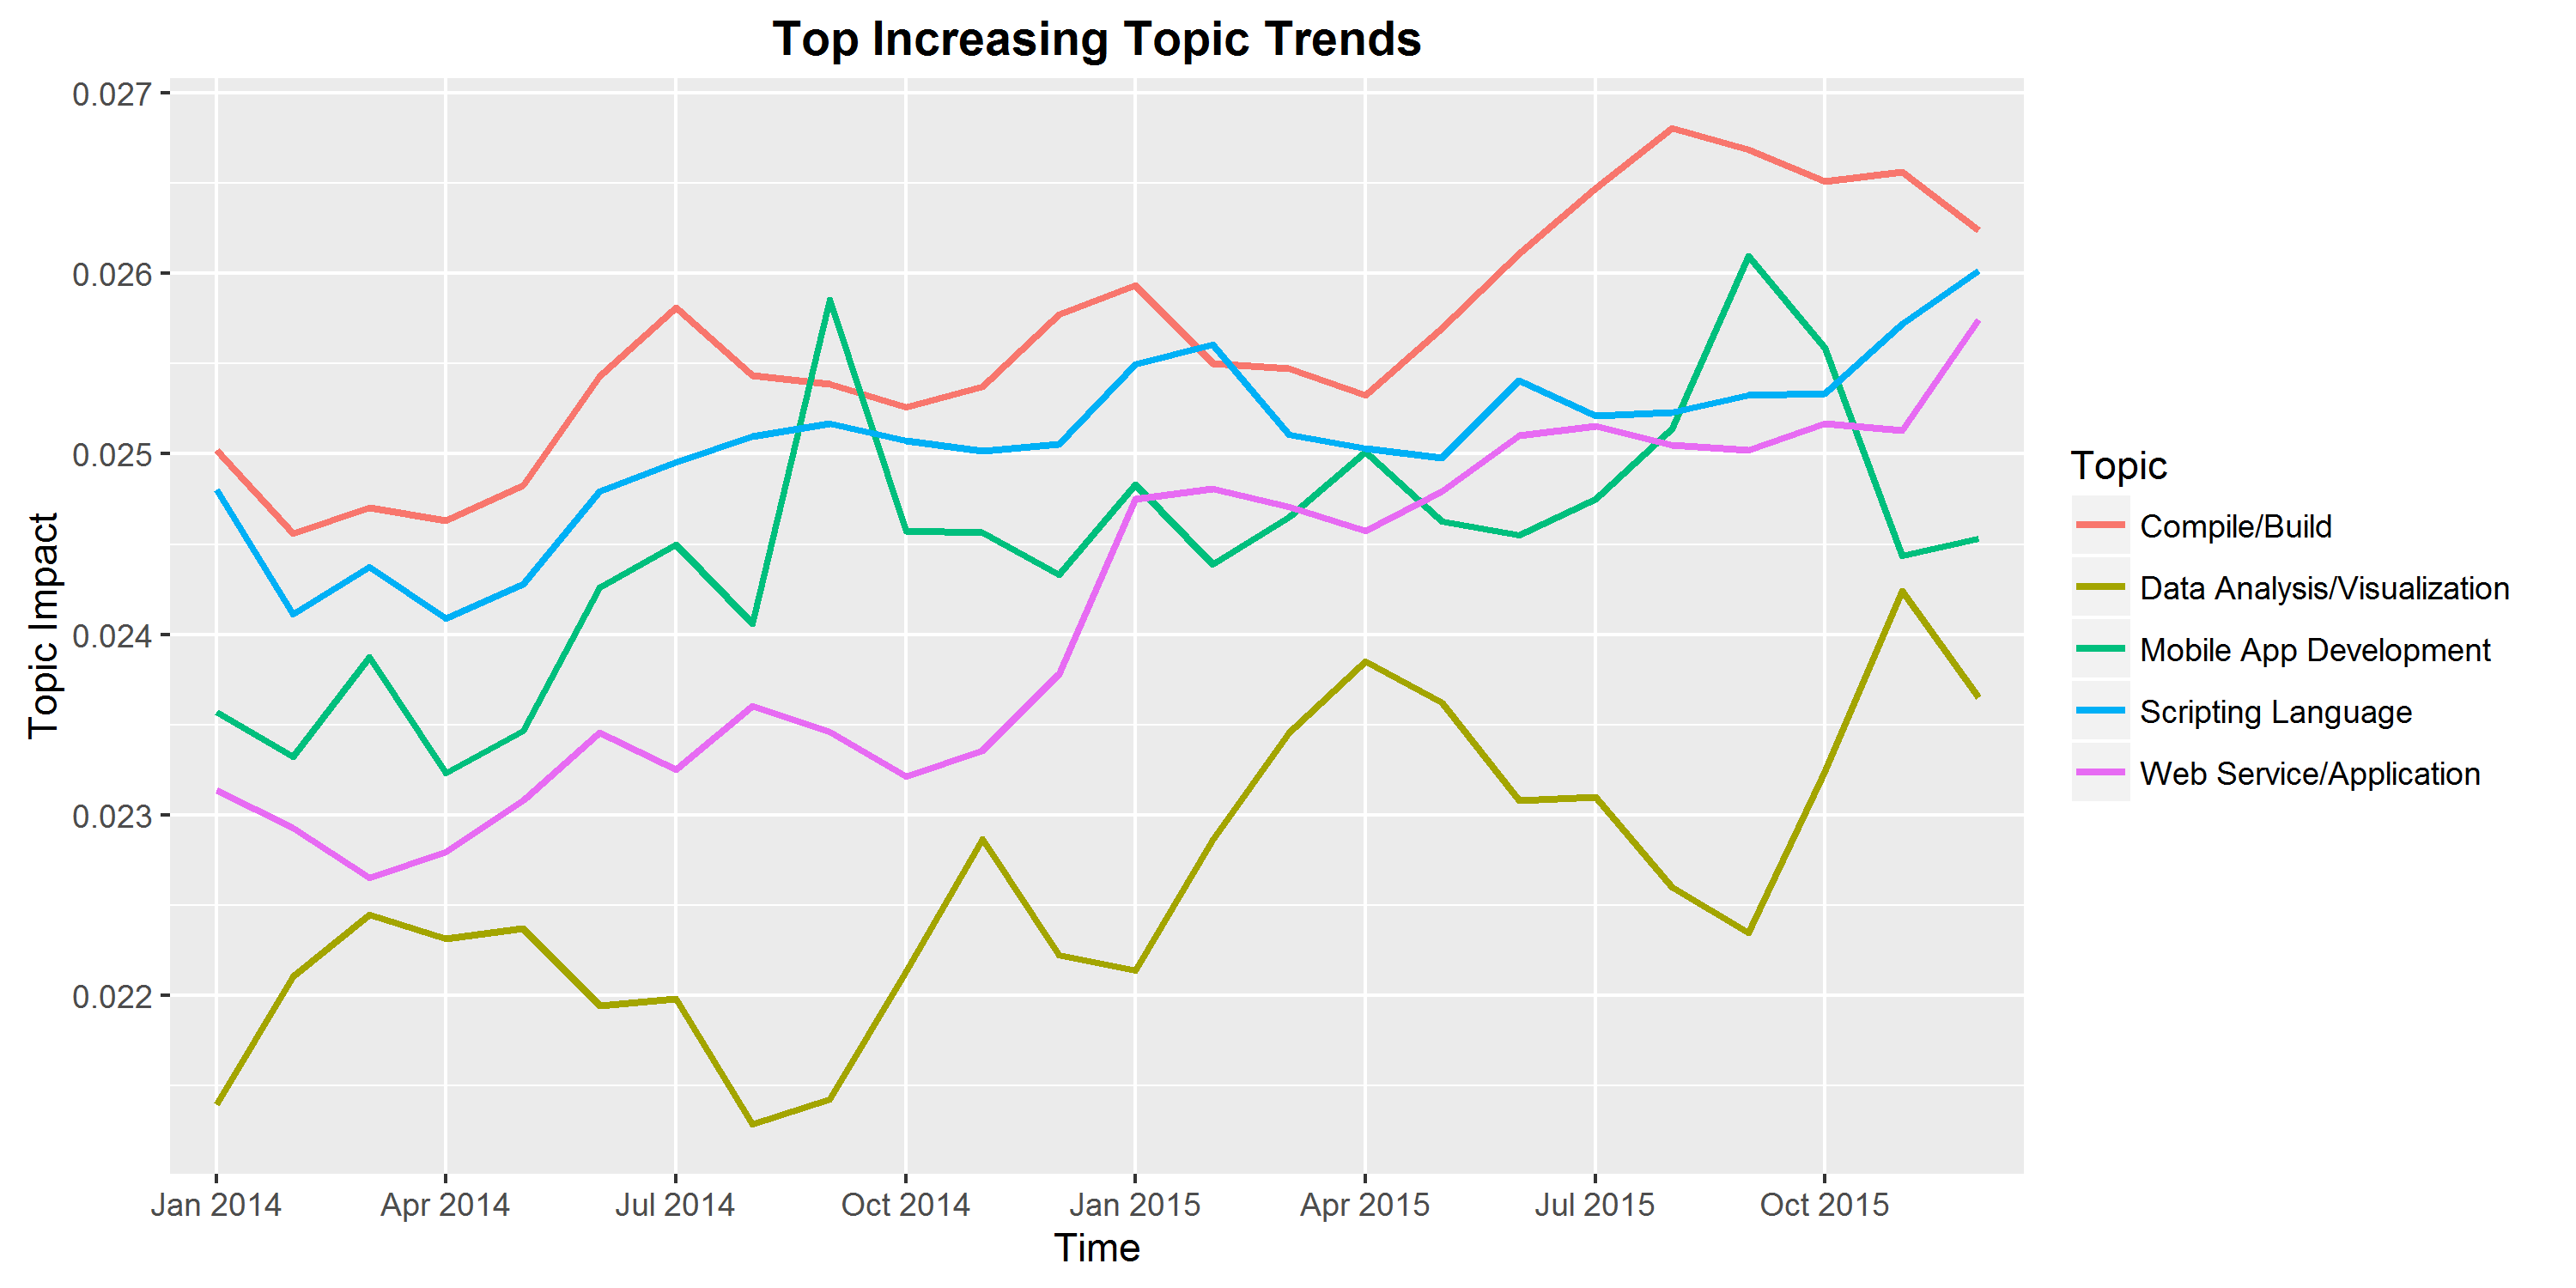 Top Increasing Topic Trends
Topic Impact
0.027
0.026
0.025
0.024
0.023
0.022
Jan 2014 Apr 2014 Jul 2014 Oct 2014 Jan 2015 Apr 2015 Jul 2015 Oct 2015
Time
Topic
Compile/Build
Data Analysis/Visualization
Mobile App Development
Scripting Language
Web Service/Application